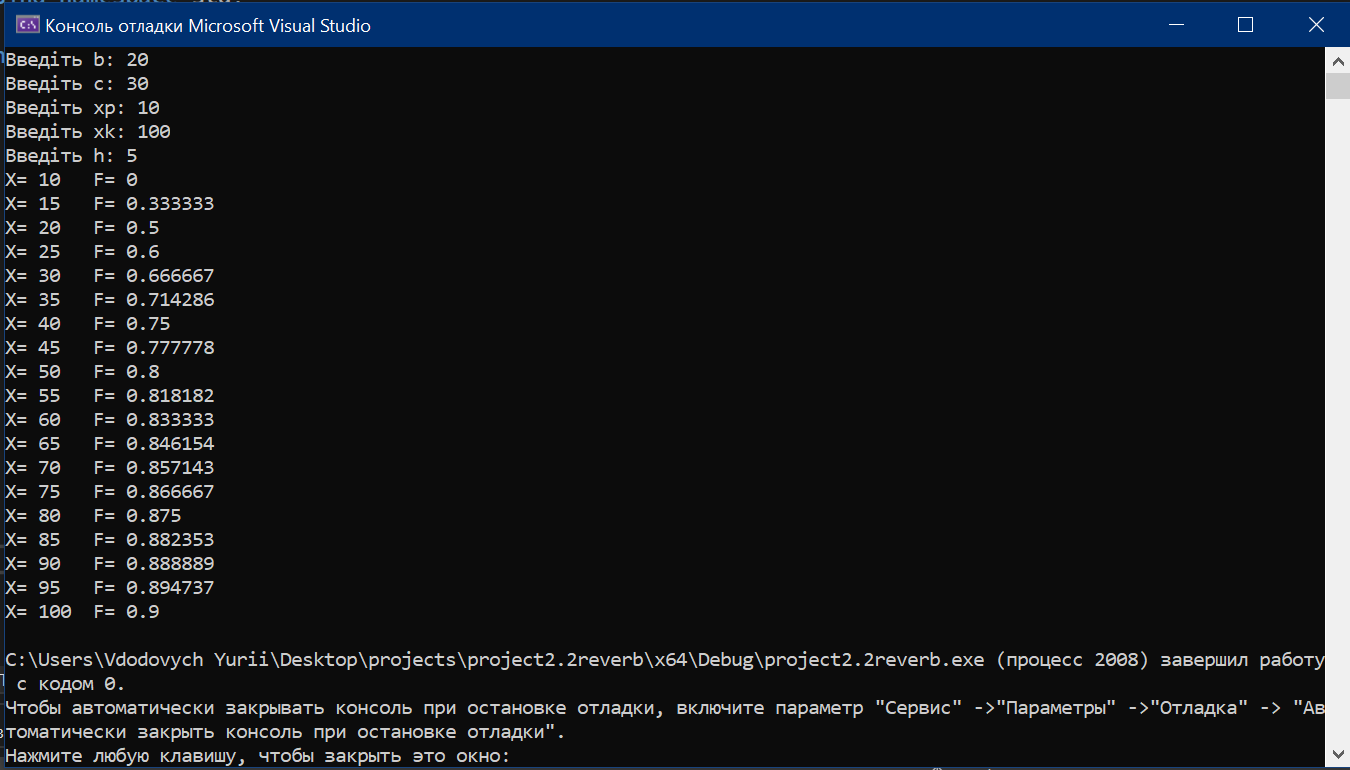 Консоль отладки Microsoft Visual Studio
Введіть b: 20
Введіть c: 30
Введіть xp: 10
Введіть xk: 100
Введіть h: 5
X= 10   F= 0
X= 15   F= 0.333333
X= 20   F= 0.5
X= 25   F= 0.6
X= 30   F= 0.666667
X= 35   F= 0.714286
X= 40   F= 0.75
X= 45   F= 0.777778
X= 50   F= 0.8
X= 55   F= 0.818182
X= 60   F= 0.833333
X= 65   F= 0.846154
X= 70   F= 0.857143
X= 75   F= 0.866667
X= 80   F= 0.875
X= 85   F= 0.882353
X= 90   F= 0.888889
X= 95   F= 0.894737
X= 100  F= 0.9
C:\Users\Vdodovych Yurii\Desktop\projects\project2.2reverb\x64\Debug\project2.2reverb.exe (процесс 2008) завершил работу
 с кодом 0.
Чтобы автоматически закрывать консоль при остановке отладки, включите параметр "Сервис" ->"Параметры" ->"Отладка" -> "Ав
томатически закрыть консоль при остановке отладки".
Нажмите любую клавишу, чтобы закрыть это окно: